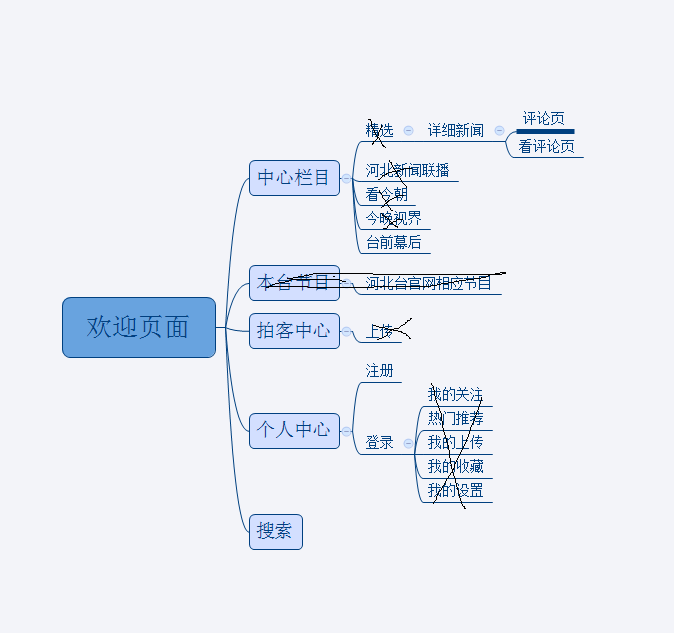 欢迎页面
中心栏目
精选
详细新闻
评论页
看评论页
河北新闻联播
看今朝
今晚视界
台前幕后
本台节目
河北台官网相应节目
拍客中心
上传
个人中心
注册
登录
我的关注
热门推荐
我的上传
我的收藏
我的设置
搜索